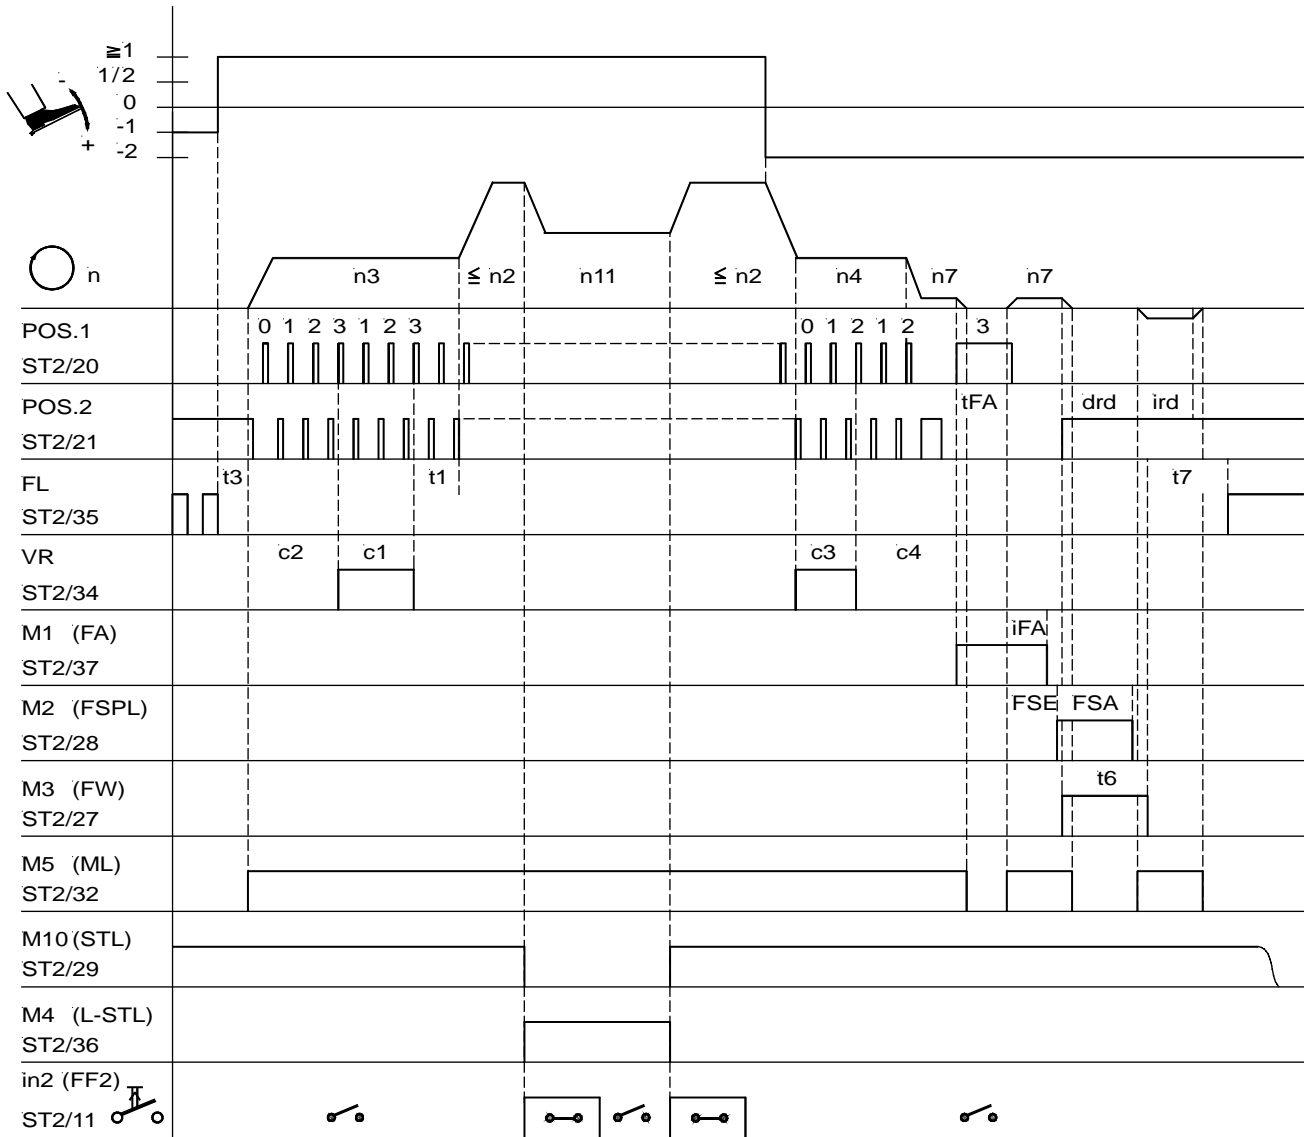 ≧1
- 1/2
0
-1
+ -2
n n3 ≦ n2 n11 ≦ n2 n4 n7 n7
POS.1 0 1 2 3 1 2 3 0 1 2 1 2 3
ST2/20
POS.2 tFA drd ird
ST2/21
FL t3 t1 t7
ST2/35
VR c2 c1 c3 c4
ST2/34
M1 (FA) iFA
ST2/37
M2 (FSPL) FSE FSA
ST2/28
M3 (FW) t6
ST2/27
M5 (ML)
ST2/32
M10 (STL)
ST2/29
M4 (L-STL)
ST2/36
in2 (FF2)
ST2/11